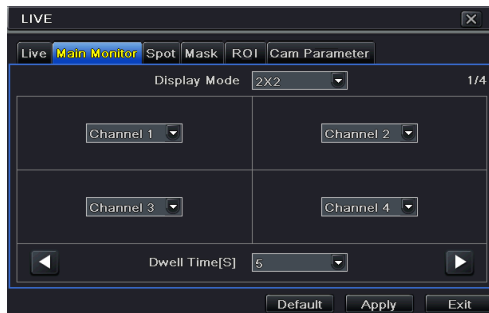 LIVE
Live Main Monitor Spot Mask ROI Cam Parameter
Display Mode 2X2 1/4
Channel 1 Channel 2
Channel 3 Channel 4
Dwell Time[S] 5
Default Apply Exit